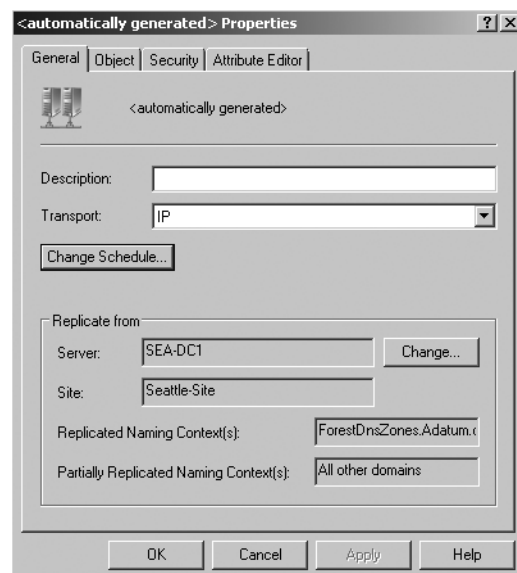 <automatically generated> Properties
? X
General Object Security Attribute Editor
<automatically generated>
Description:
Transport: IP
Change Schedule...
Replicate from
Server: SEA-DC1 Change...
Site: Seattle-Site
Replicated Naming Context(s): ForestDnsZones.Adatum.
Partially Replicated Naming Context(s): All other domains
OK Cancel Apply Help